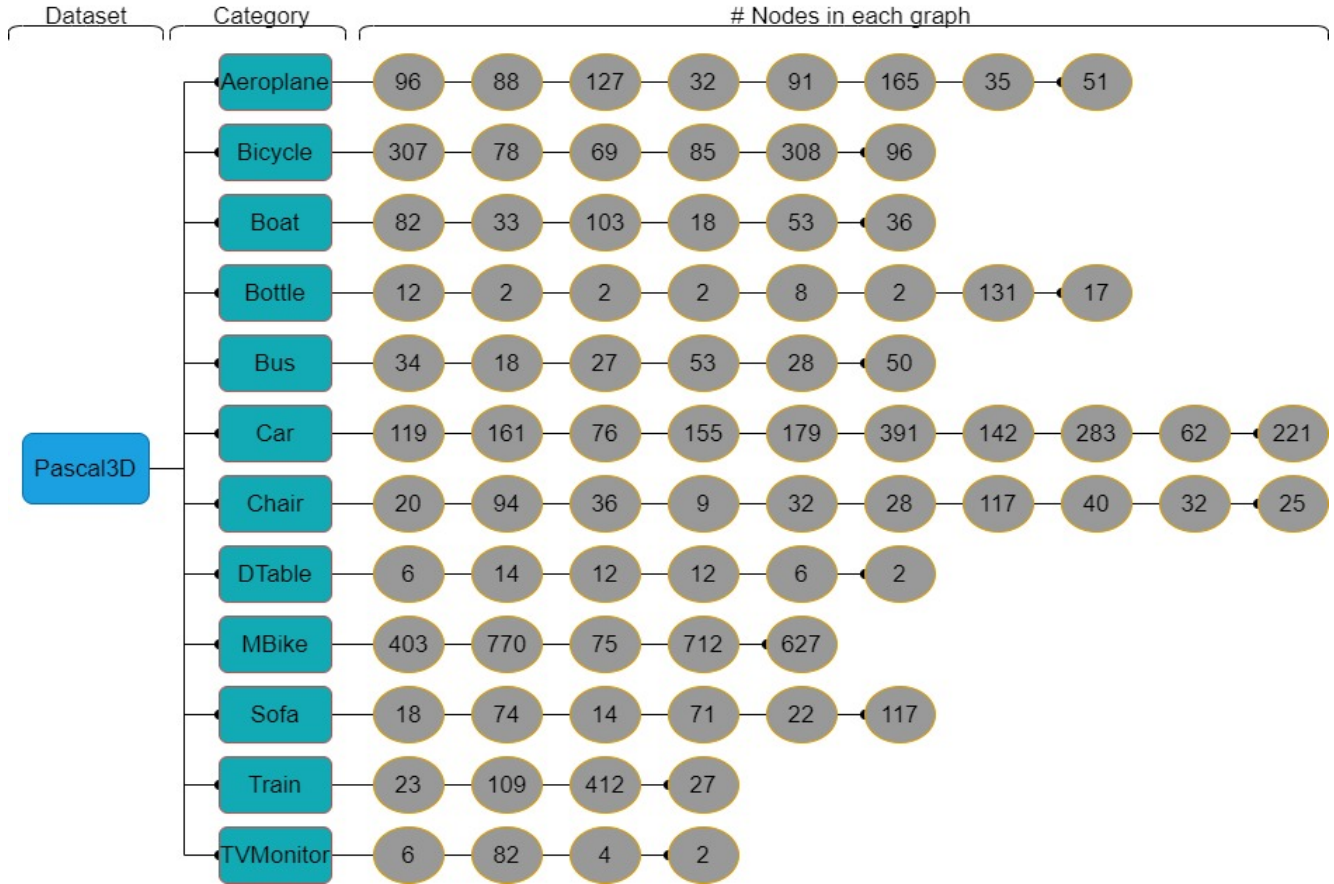 Dataset Category # Nodes in each graph
Aeroplane 96 88 127 32 91 165 35 51
Bicycle 307 78 69 85 308 96
Boat 82 33 103 18 53 36
Bottle 12 2 2 2 8 2 131 17
Bus 34 18 27 53 28 50
Car 119 161 76 155 179 391 142 283 62 221
Pascal3D
Chair 20 94 36 9 32 28 117 40 32 25
DTable 6 14 12 12 6 2
MBike 403 770 75 712 627
Sofa 18 74 14 71 22 117
Train 23 109 412 27
TVMonitor 6 82 4 2